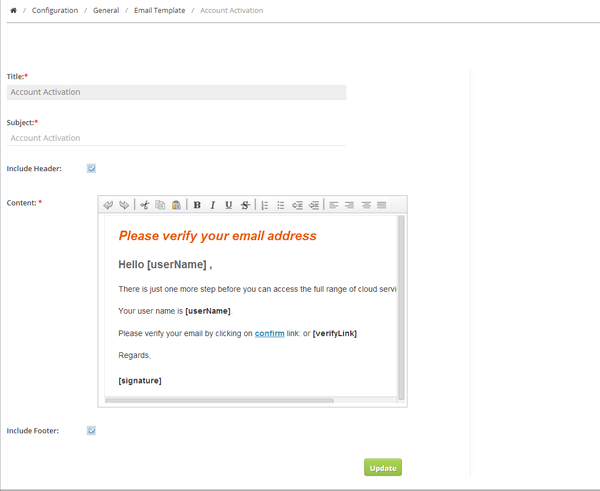 / Configuration / General / Email Template / Account Activation
Title:*
Account Activation
Subject:*
Account Activation
Include Header:
Content: *
B I U S
Please verify your email address
Hello [userName] ,
There is just one more step before you can access the full range of cloud servi
Your user name is [userName]
Please verify your email by clicking on confirm link: or [verifyLink]
Regards,
[signature]
Include Footer:
Update